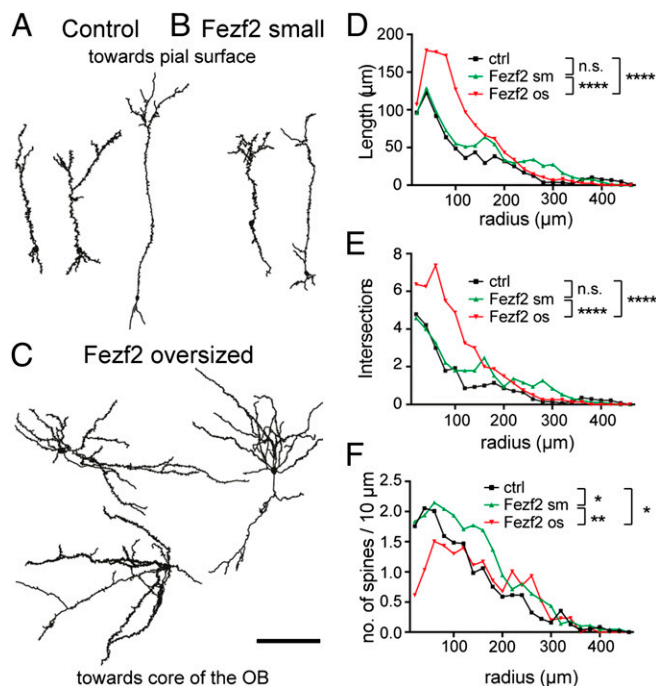 A Control
B Fezf2 small
towards pial surface
C Fezf2 oversized
towards core of the OB
D
Length (µm)
200
150
100
50
0
100 200 300 400
radius (µm)
ctrl
Fezf2 sm
Fezf2 os
n.s.
****
****
E
Intersections
8
6
4
2
0
100 200 300 400
radius (µm)
ctrl
Fezf2 sm
Fezf2 os
n.s.
****
****
F
no. of spines / 10 µm
2.5
2.0
1.5
1.0
0.5
0.0
100 200 300 400
radius (µm)
ctrl
Fezf2 sm
Fezf2 os
*
**
*